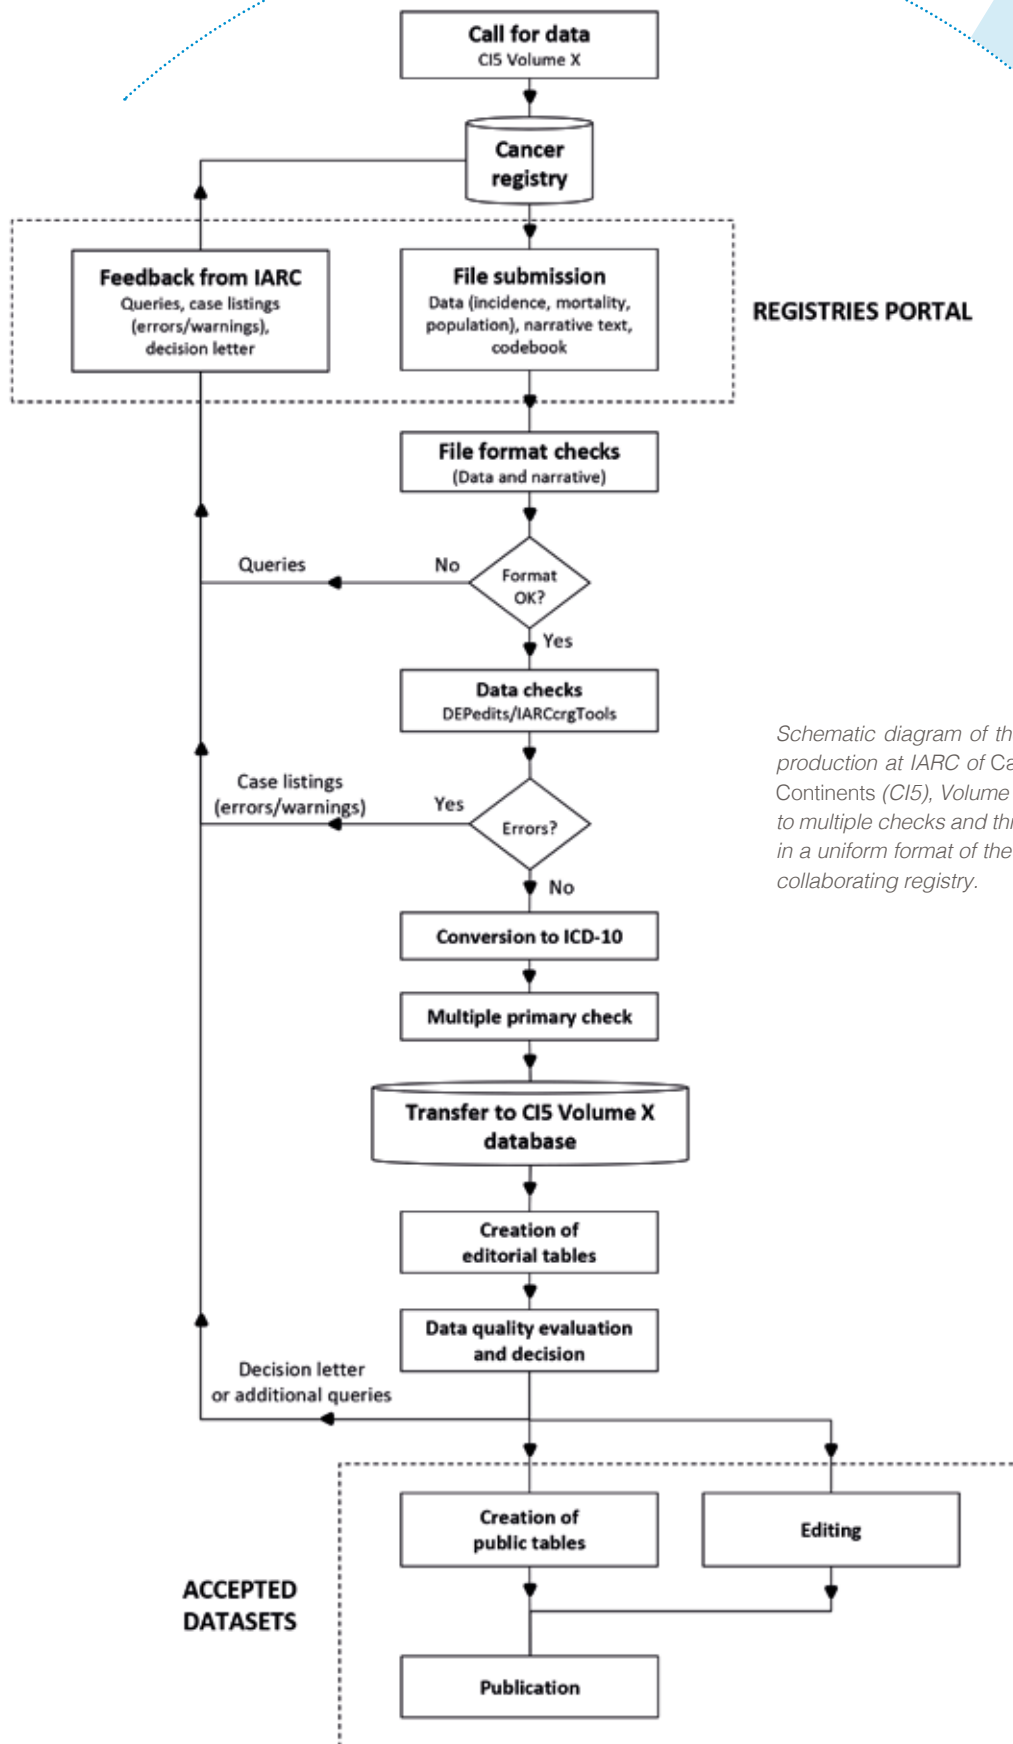 Call for data
CI5 Volume X
Cancer
registry
Feedback from IARC
Queries, case listings
(errors/warnings),
decision letter
File submission
Data (incidence, mortality,
population), narrative text,
codebook
REGISTRIES PORTAL
File format checks
(Data and narrative)
Queries
No
Format
OK?
Yes
Data checks
DEPedits/IARCcrgTools
Case listings
(errors/warnings)
Yes
Errors?
No
Schematic diagram of th
production at IARC of Ca
Continents (CI5), Volume
to multiple checks and thr
in a uniform format of the
collaborating registry.
Conversion to ICD-10
Multiple primary check
Transfer to CI5 Volume X
database
Creation of
editorial tables
Data quality evaluation
and decision
Decision letter
or additional queries
Creation of
public tables
Editing
ACCEPTED
DATASETS
Publication